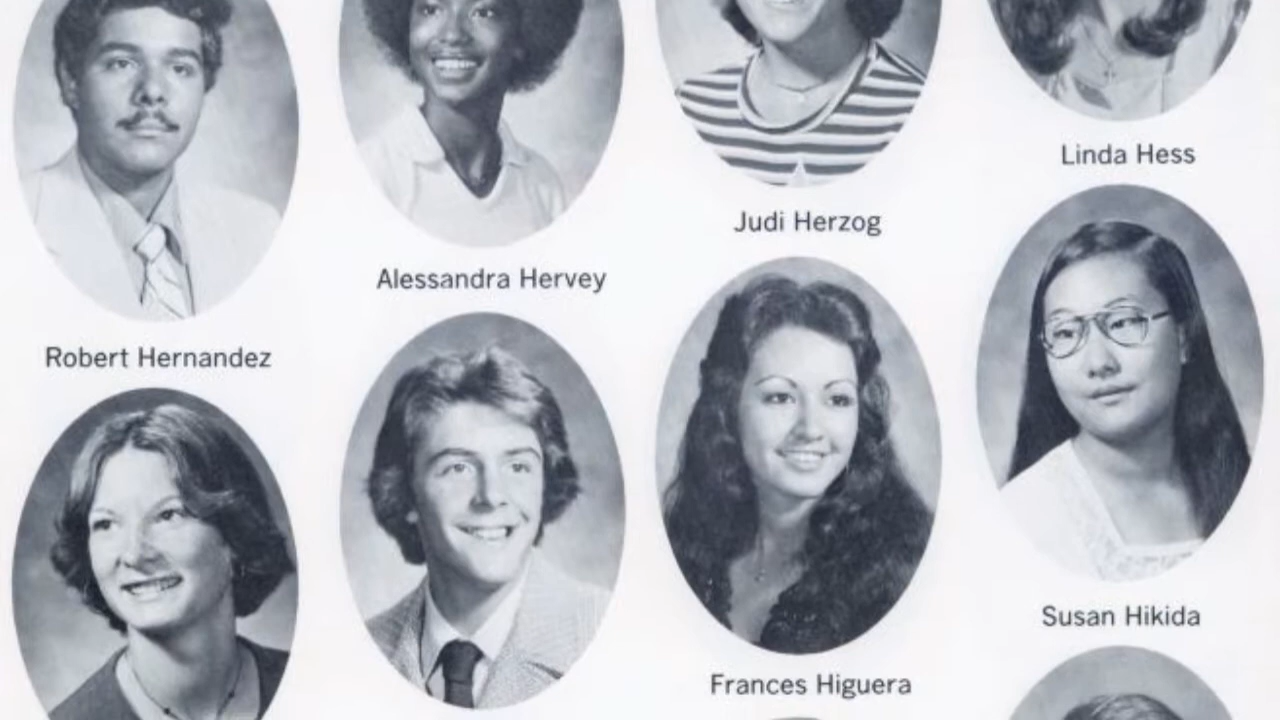 Linda Hess
Judi Herzog
Alessandra Hervey
Robert Hernandez
Susan Hikida
Frances Higuera